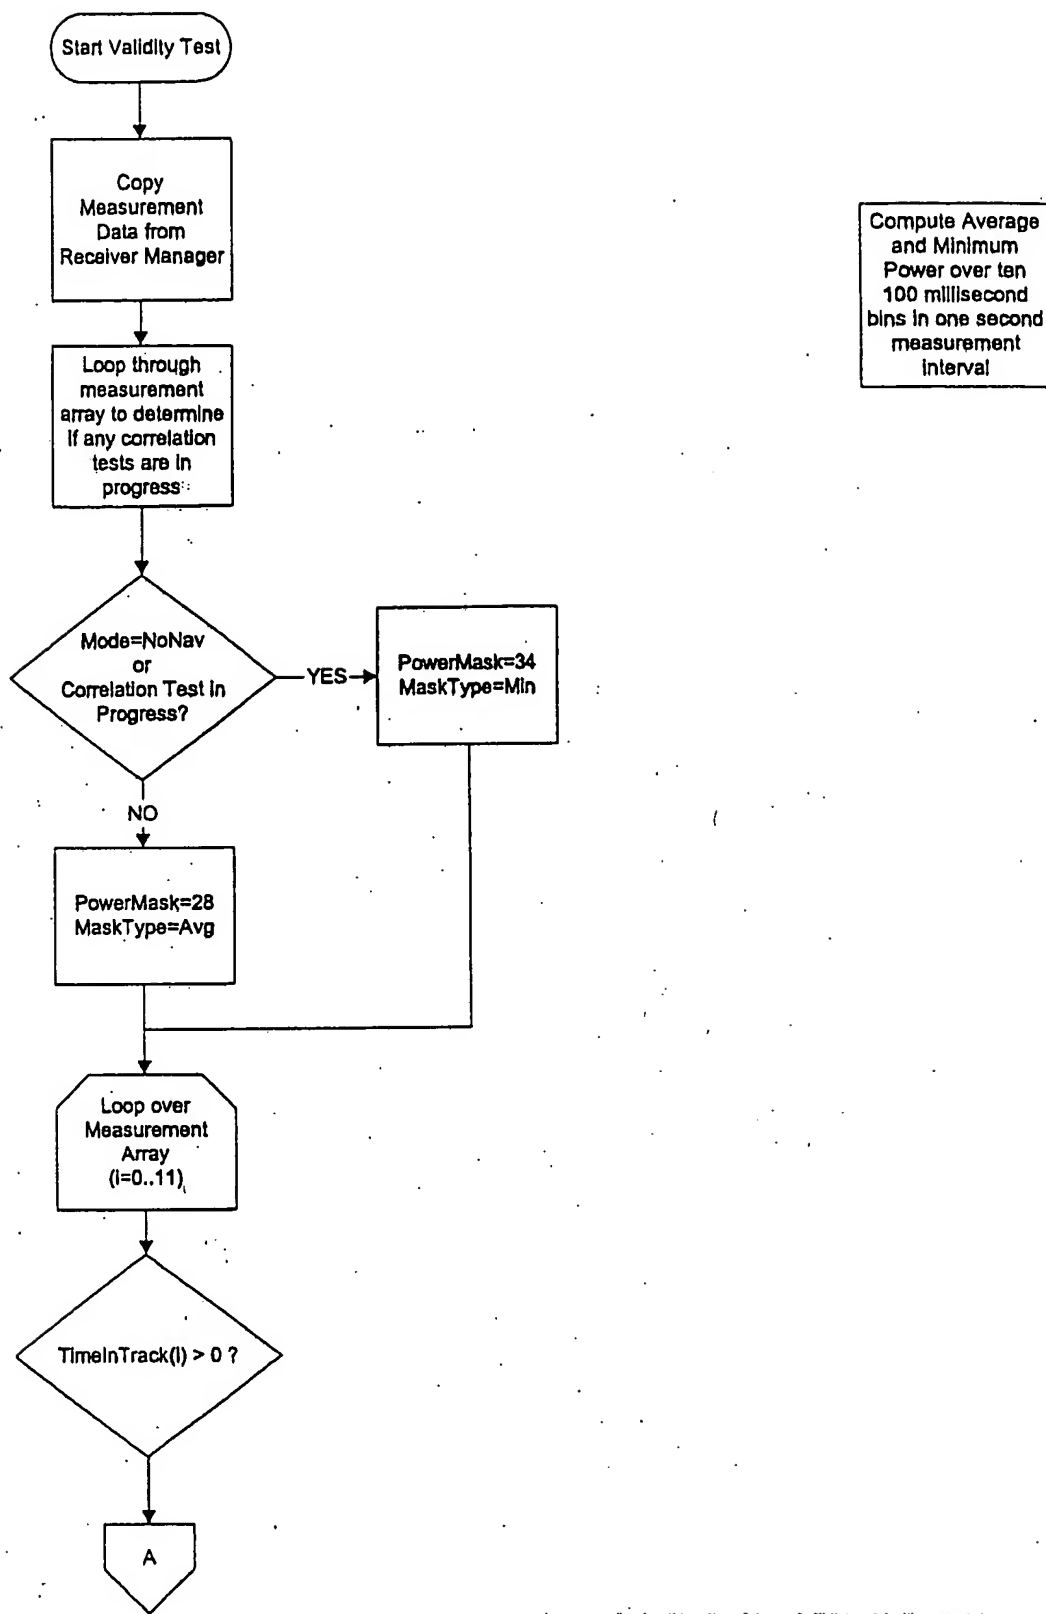 Start Validity Test
Copy
Measurement
Data from
Receiver Manager
Compute Average
and Minimum
Power over ten
100 millisecond
bins in one second
measurement
interval
Loop through
measurement
array to determine
if any correlation
tests are in
progress
Mode=NoNav
or
Correlation Test in
Progress?
YES
PowerMask=34
MaskType=Min
NO
PowerMask=28
MaskType=Avg
Loop over
Measurement
Array
(i=0..11)
TimeInTrack(i) > 0 ?
A